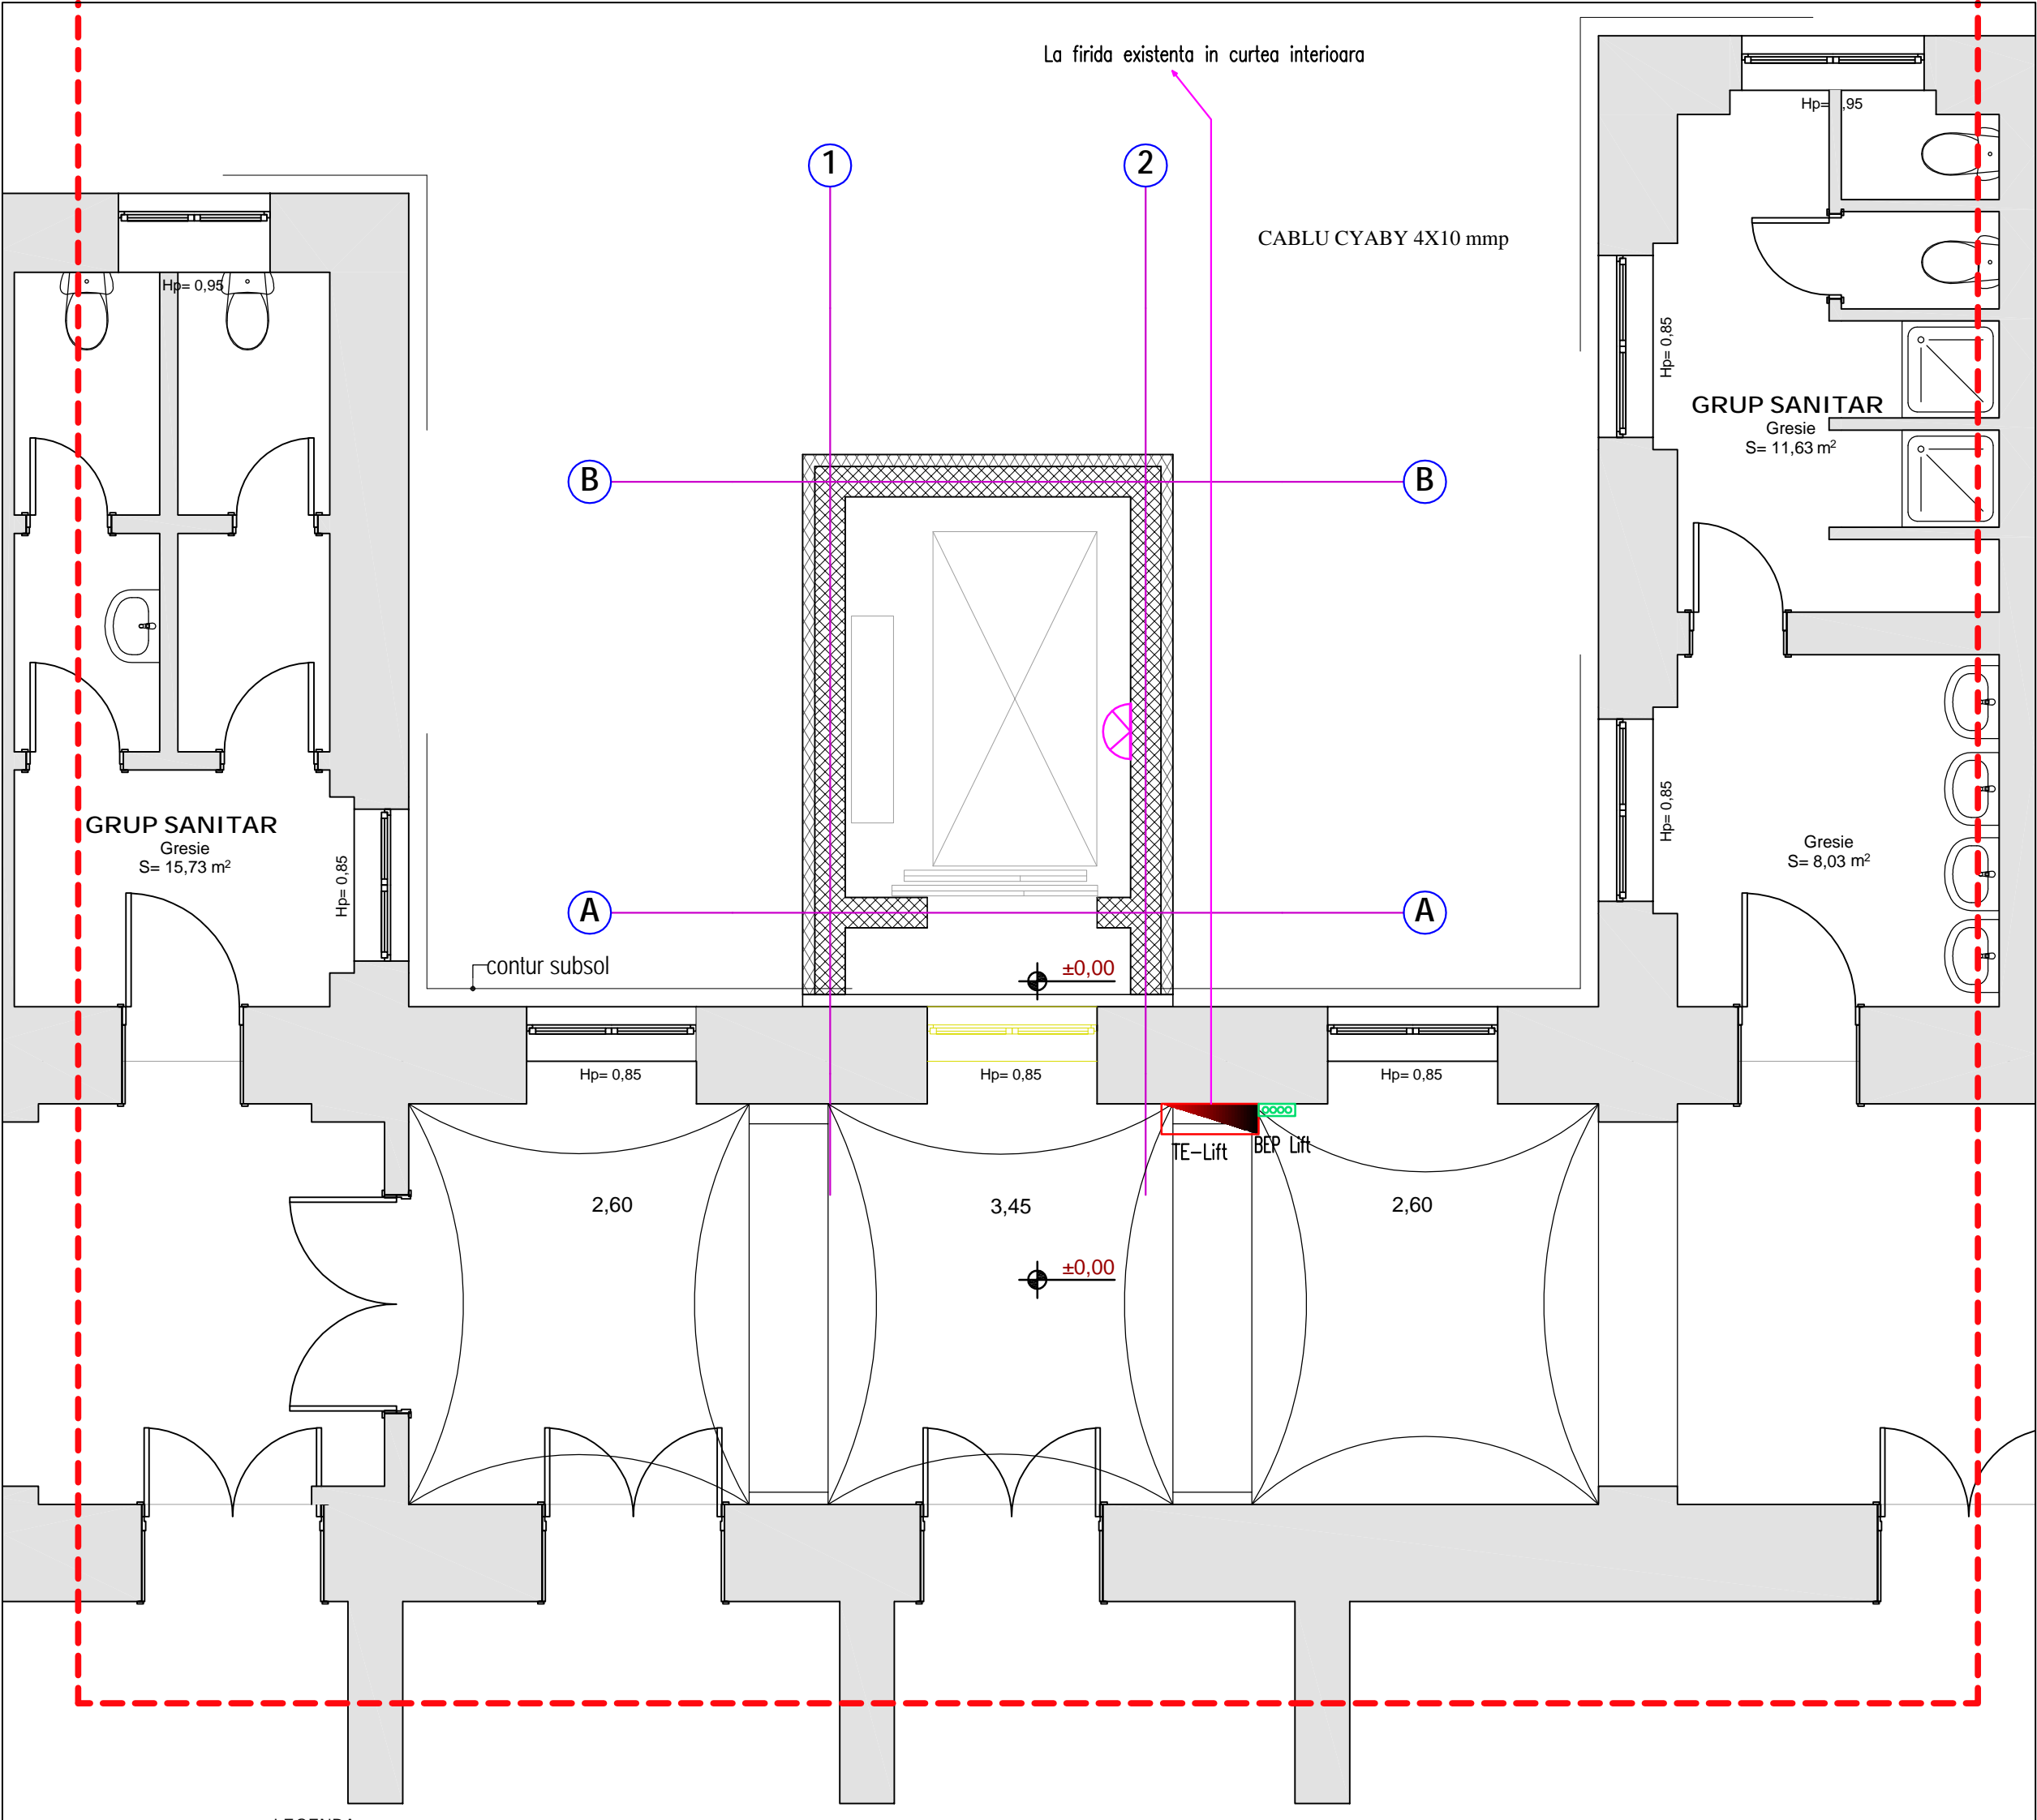 La firida existenta in curtea interioara
Hp= ,95
1
2
CABLU CYABY 4X10 mmp
Hp= 0,95
Hp= 0,85
GRUP SANITAR
Gresie
S= 11,63 m²
B
B
GRUP SANITAR
Gresie
S= 15,73 m²
Hp= 0,85
Hp= 0,85
Gresie
S= 8,03 m²
A
A
contur subsol
±0,00
Hp= 0,85
Hp= 0,85
Hp= 0,85
TE-Lift
BEP Lift
2,60
3,45
2,60
±0,00